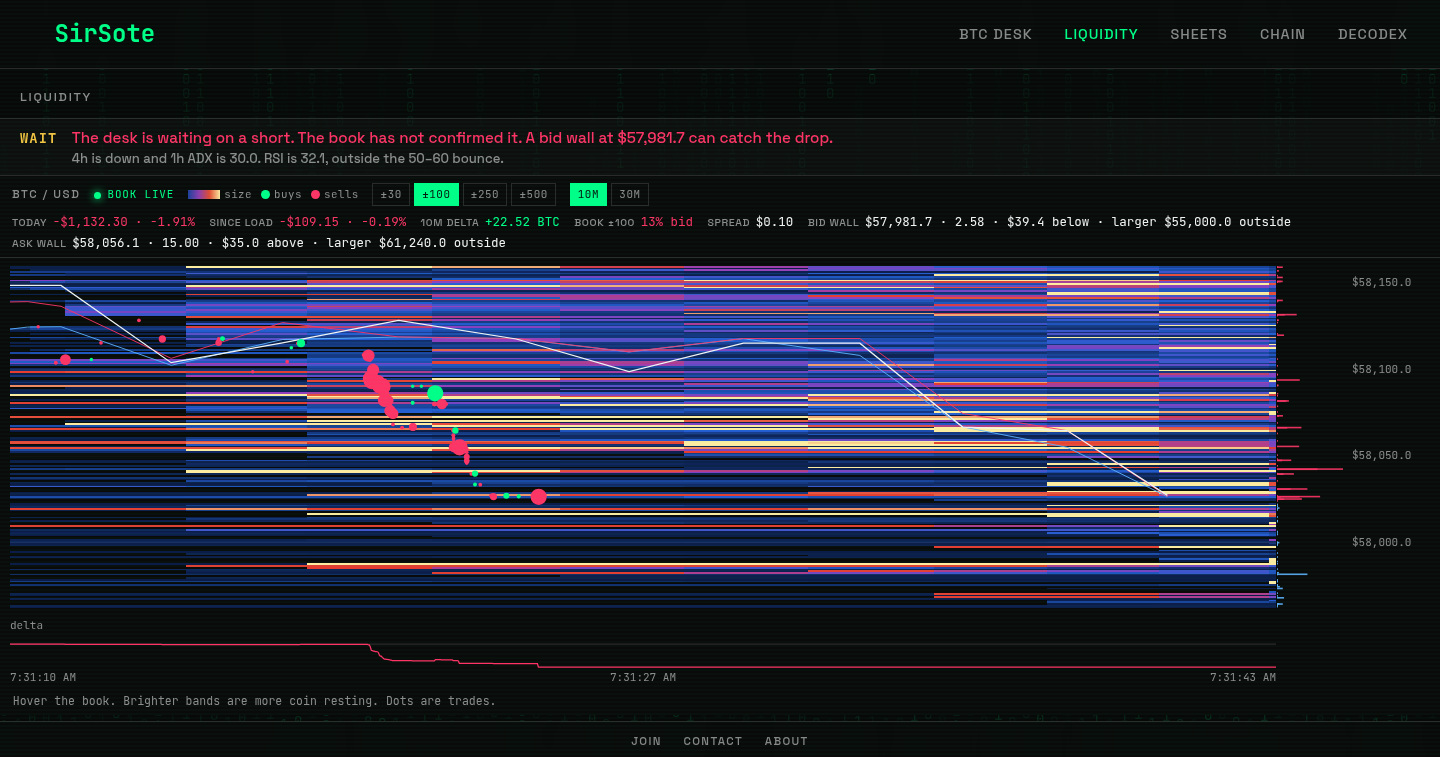 SirSote
BTC DESK LIQUIDITY SHEETS CHAIN DECODEX
LIQUIDITY
WAIT The desk is waiting on a short. The book has not confirmed it. A bid wall at $57,981.7 can catch the drop.
4h is down and 1h ADX is 30.0. RSI is 32.1, outside the 50–60 bounce.
BTC / USD BOOK LIVE size buys sells ±30 ±100 ±250 ±500 10M 30M
TODAY -$1,132.30 · -1.91% SINCE LOAD -$109.15 · -0.19% 10M DELTA +22.52 BTC BOOK ±100 13% bid SPREAD $0.10 BID WALL $57,981.7 · 2.58 · $39.4 below · larger $55,000.0 outside
ASK WALL $58,056.1 · 15.00 · $35.0 above · larger $61,240.0 outside
$58,150.0
$58,100.0
$58,050.0
$58,000.0
delta
7:31:10 AM 7:31:27 AM 7:31:43 AM
Hover the book. Brighter bands are more coin resting. Dots are trades.
JOIN CONTACT ABOUT